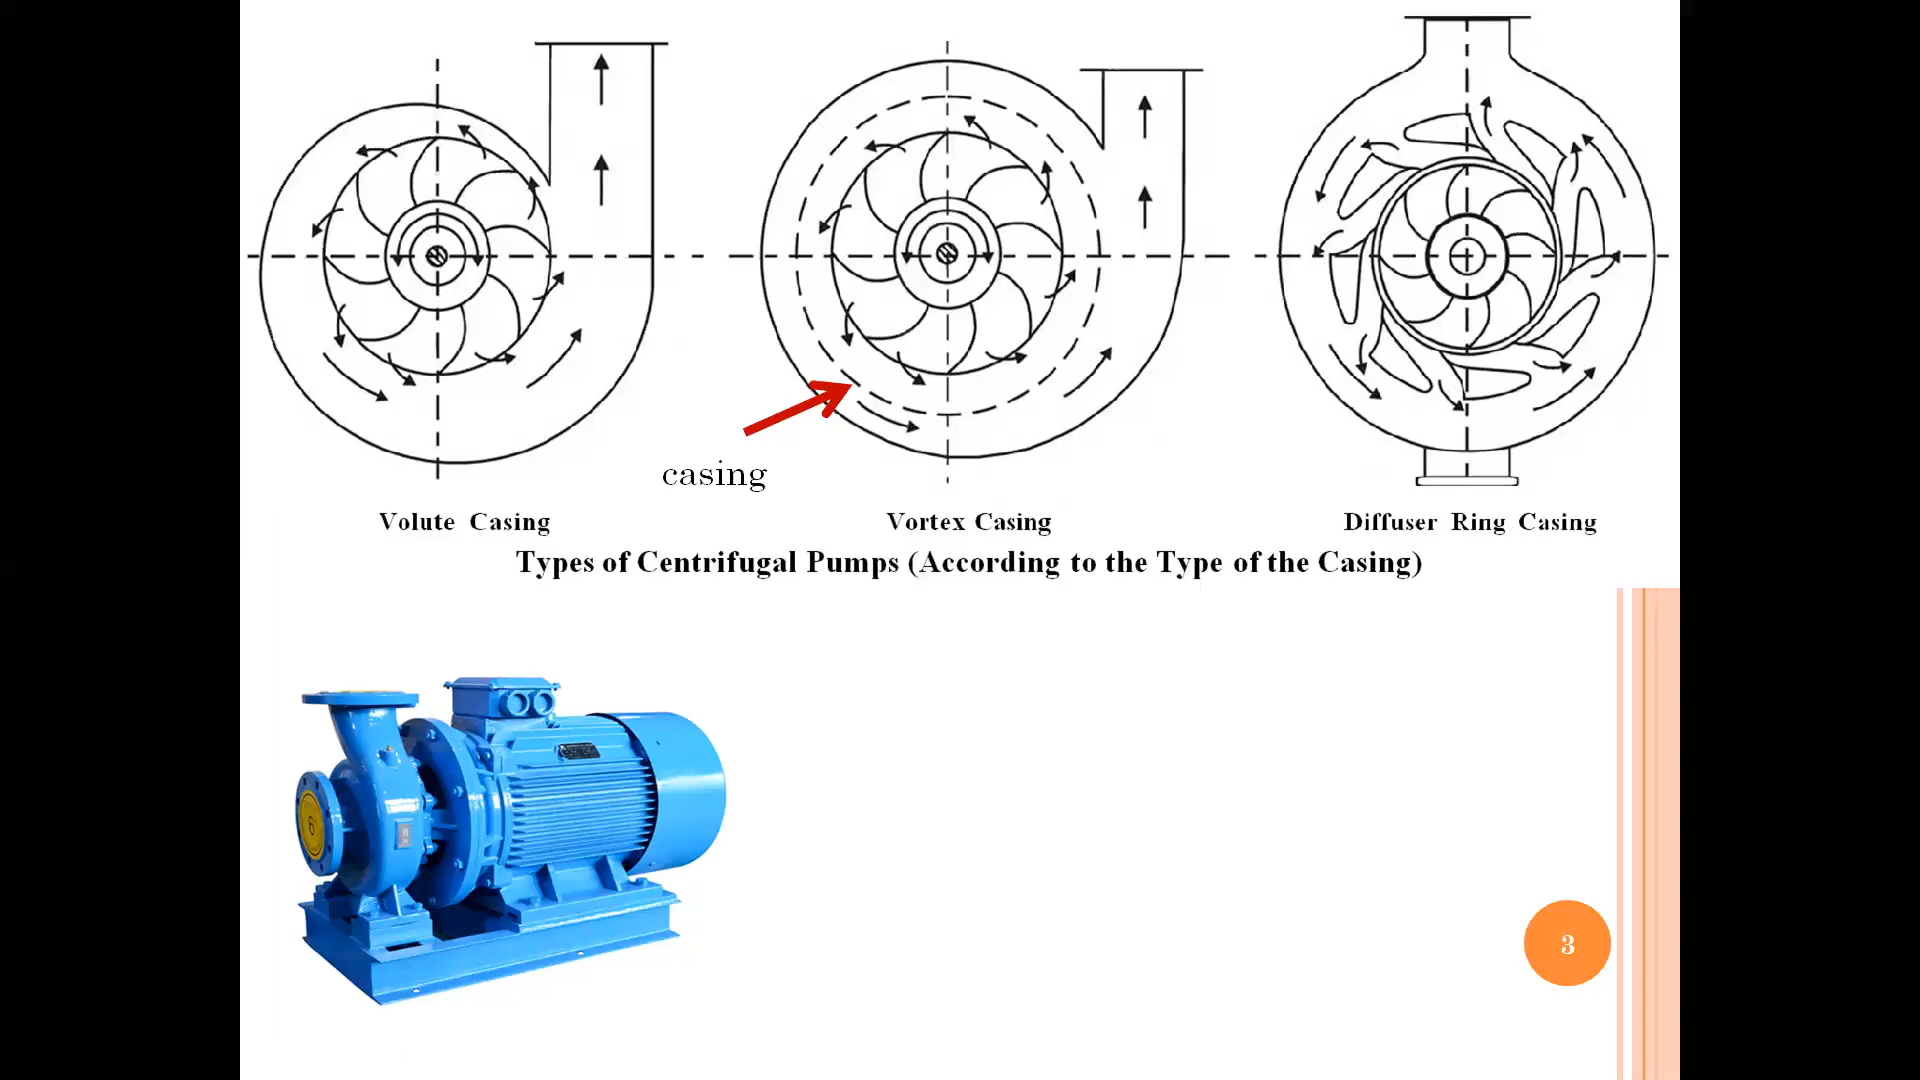 casing
Volute Casing
Vortex Casing
Diffuser Ring Casing
Types of Centrifugal Pumps (According to the Type of the Casing)
6
3